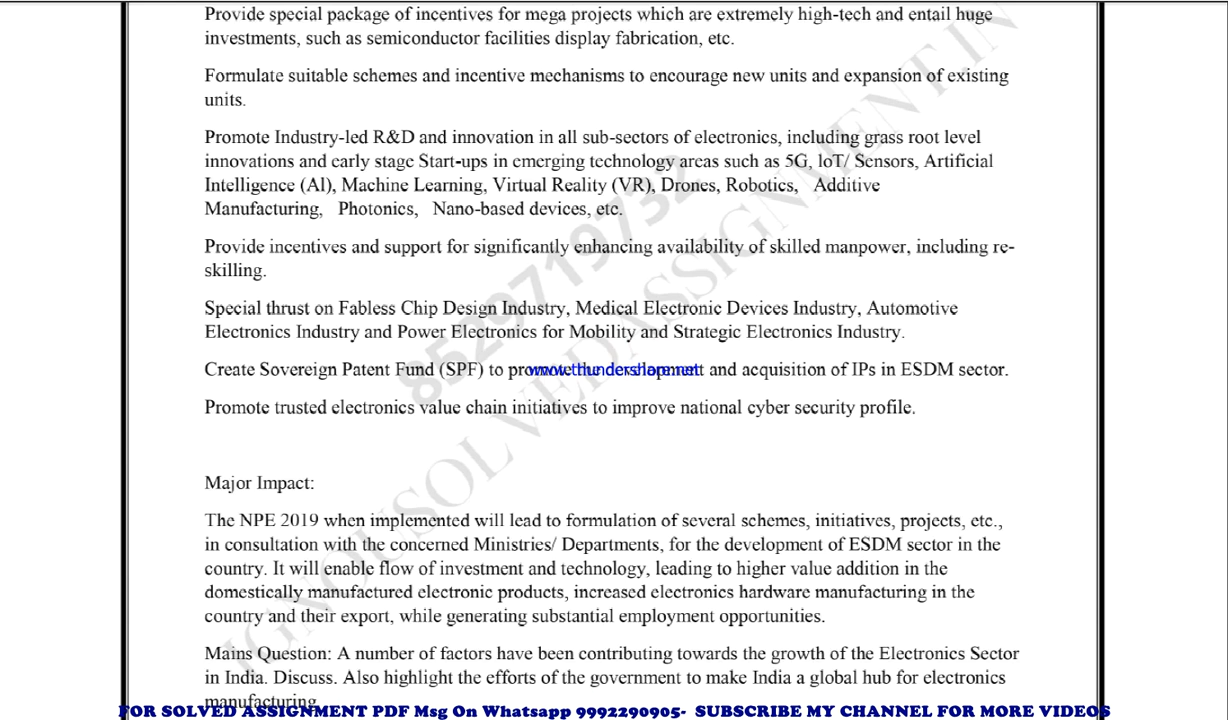 Provide special package of incentives for mega projects which are extremely high-tech and entail huge
investments, such as semiconductor facilities display fabrication, etc.
Formulate suitable schemes and incentive mechanisms to encourage new units and expansion of existing
units.
Promote Industry-led R&D and innovation in all sub-sectors of electronics, including grass root level
innovations and early stage Start-ups in emerging technology areas such as 5G, loT/ Sensors, Artificial
Intelligence (AI), Machine Learning, Virtual Reality (VR), Drones, Robotics, Additive
Manufacturing, Photonics, Nano-based devices, etc.
Provide incentives and support for significantly enhancing availability of skilled manpower, including re-
skilling.
Special thrust on Fabless Chip Design Industry, Medical Electronic Devices Industry, Automotive
Electronics Industry and Power Electronics for Mobility and Strategic Electronics Industry.
Create Sovereign Patent Fund (SPF) to and acquisition of IPs in ESDM sector.
www.thundershare.net
Promote trusted electronics value chain initiatives to improve national cyber security profile.
Major Impact:
The NPE 2019 when implemented will lead to formulation of several schemes, initiatives, projects, etc.,
in consultation with the concerned Ministries/ Departments, for the development of ESDM sector in the
country. It will enable flow of investment and technology, leading to higher value addition in the
domestically manufactured electronic products, increased electronics hardware manufacturing in the
country and their export, while generating substantial employment opportunities.
Mains Question: A number of factors have been contributing towards the growth of the Electronics Sector
in India. Discuss. Also highlight the efforts of the government to make India a global hub for electronics
manufacturing.
FOR SOLVED ASSIGNMENT PDF Msg On Whatsapp 9992290905- SUBSCRIBE MY CHANNEL FOR MORE VIDEOS
8529719732
IGNOUSOLVEDASSIGNMENT.IN